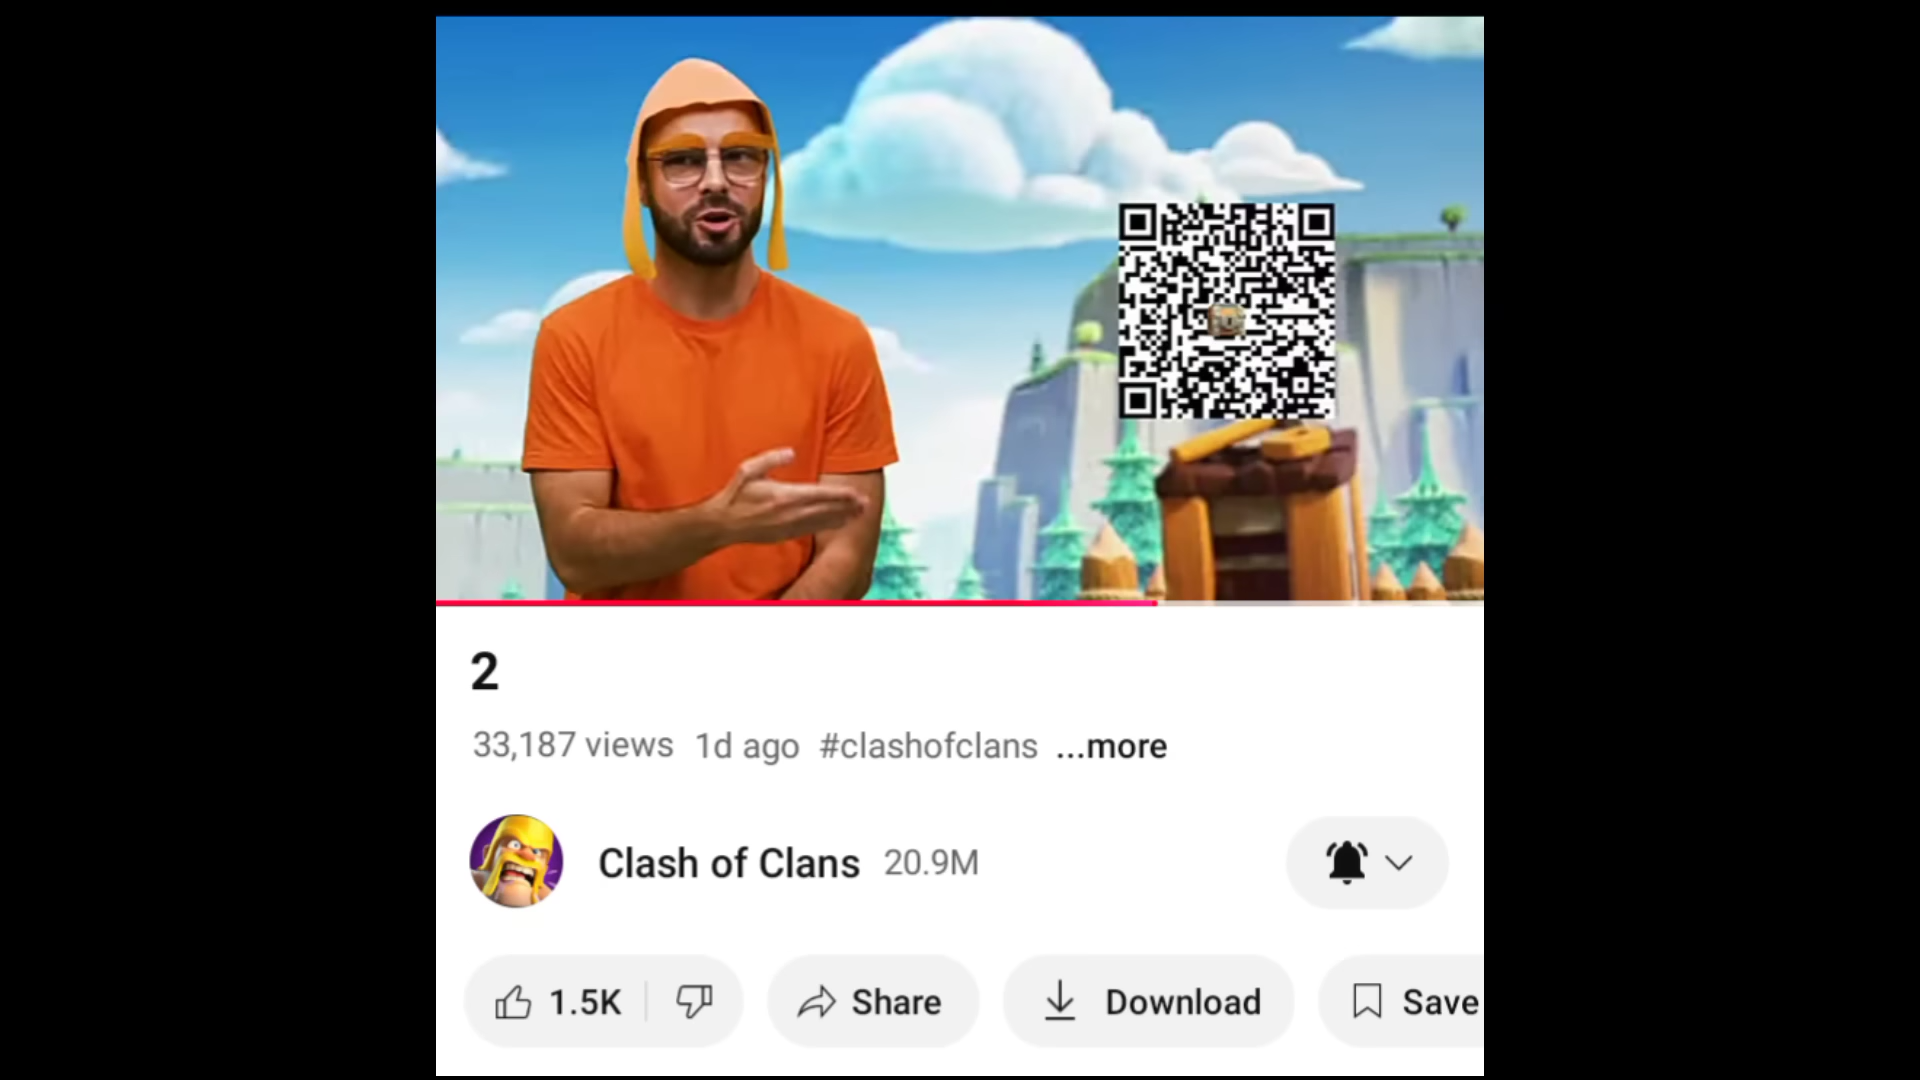 2
33,187 views 1d ago #clashofclans ...more
Clash of Clans 20.9M
1.5K Share Download Save